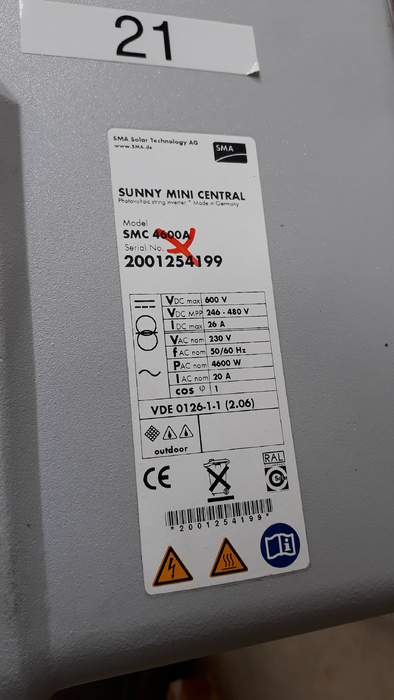 21
SMA Solar Technology AG
www.SMA.de
SMA
SUNNY MINI CENTRAL
Photovoltaic string inverter * Made in Germany
Model
SMC 4600A
Serial No.
2001254199
VDC max 600 V
VDC MPP 246 - 480 V
IDC max 26 A
VAC nom 230 V
fAC nom 50/60 Hz
PAC nom 4600 W
IAC nom 20 A
cos φ 1
VDE 0126-1-1 (2.06)
outdoor
CE
RAL
*2001254199*